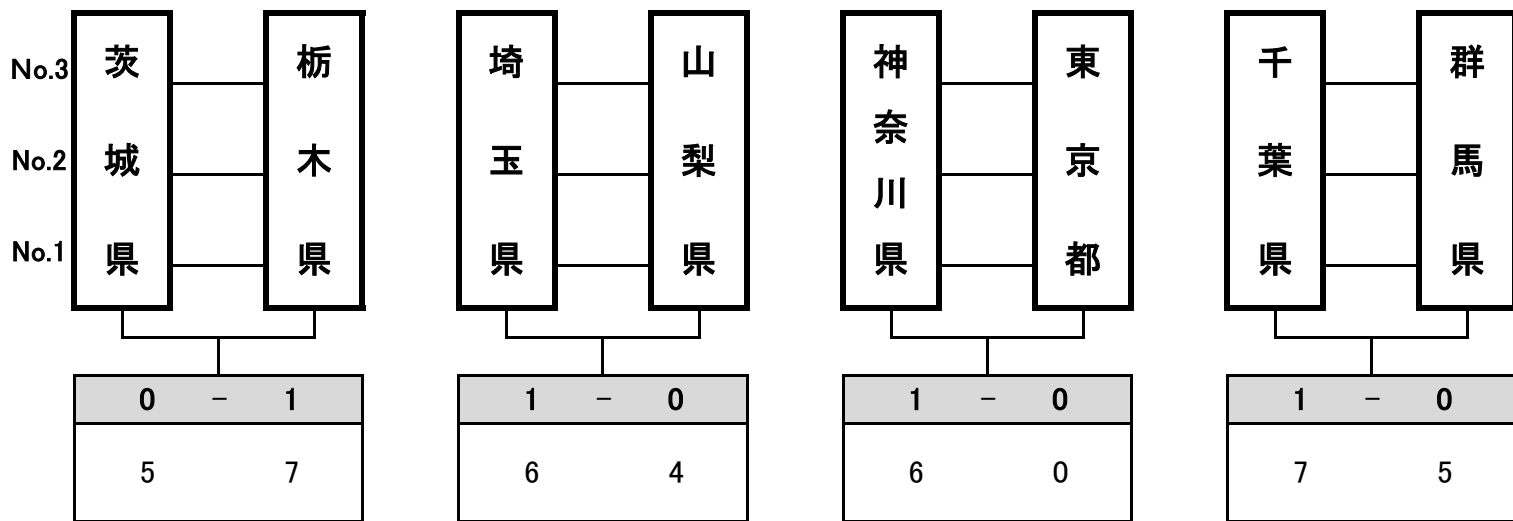 No.3
No.2
No.1
茨城県
栃木県
埼玉県
山梨県
神奈川県
東京都
千葉県
群馬県
0 - 1
1 - 0
1 - 0
1 - 0
5 7
6 4
6 0
7 5